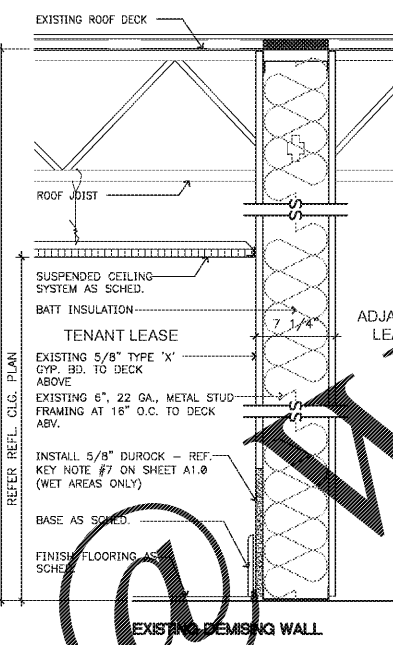 EXISTING ROOF DECK
ROOF JOIST
SUSPENDED CEILING
SYSTEM AS SCHED.
BATT INSULATION
7 1/4"
TENANT LEASE
EXISTING 5/8" TYPE 'X'
GYP. BD. TO DECK
ABOVE
EXISTING 6", 22 GA., METAL STUD
FRAMING AT 16" O.C. TO DECK
ABV.
INSTALL 5/8" DUROCK – REF.
KEY NOTE #7 ON SHEET A1.0
(WET AREAS ONLY)
BASE AS SCHED.
FINISH FLOORING AS
SCHED.
REFER REFL. CLG. PLAN
ADJA
LEA
EXISTING DEMISING WALL
@ W